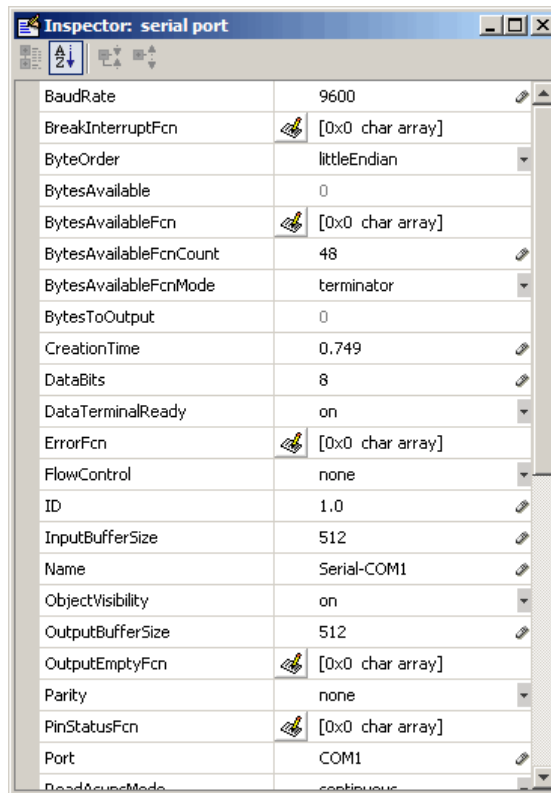 Inspector: serial port
BaudRate 9600
BreakInterruptFcn [0x0 char array]
ByteOrder littleEndian
BytesAvailable 0
BytesAvailableFcn [0x0 char array]
BytesAvailableFcnCount 48
BytesAvailableFcnMode terminator
BytesToOutput 0
CreationTime 0.749
DataBits 8
DataTerminalReady on
ErrorFcn [0x0 char array]
FlowControl none
ID 1.0
InputBufferSize 512
Name Serial-COM1
ObjectVisibility on
OutputBufferSize 512
OutputEmptyFcn [0x0 char array]
Parity none
PinStatusFcn [0x0 char array]
Port COM1
ReadAsyncMode continuous